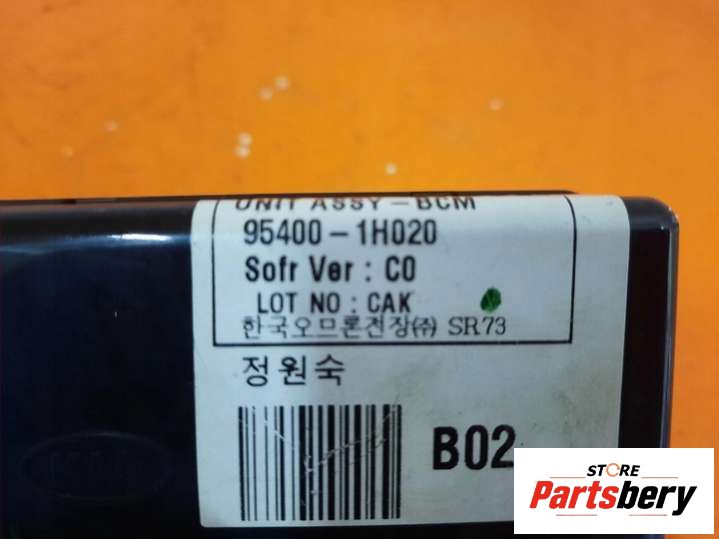 UNIT ASSY - BCM
95400 - 1H020
Sofr Ver : C0
LOT NO : CAK
한국오므론전장㈜ SR73
정원숙
B02
STORE
Partsbery